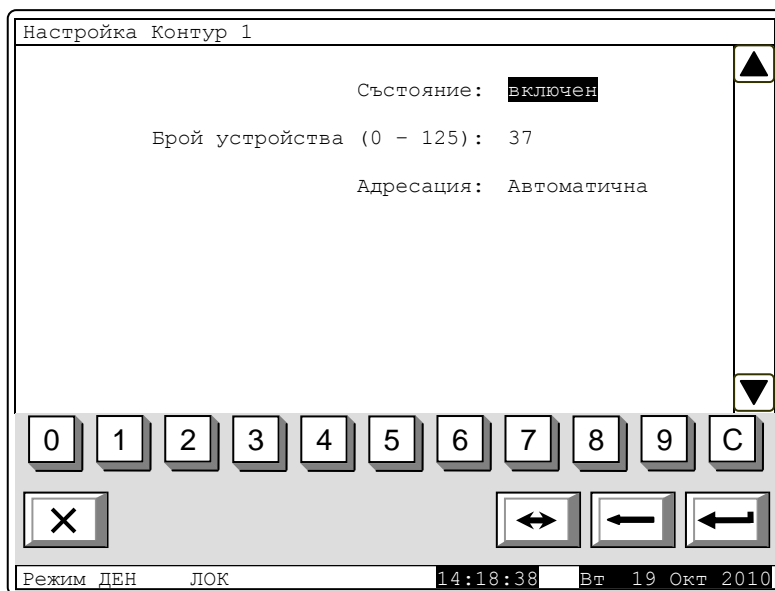 Настройка Контур 1
Състояние: включен
Брой устройства (0 – 125): 37
Адресация: Автоматична
0 1 2 3 4 5 6 7 8 9 C
Режим ДЕН ЛОК 14:18:38 Вт 19 Окт 2010